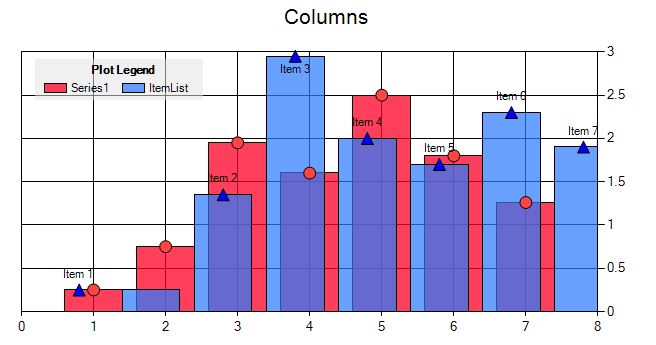 Columns
Plot Legend
Series1 ItemList
Item 1
Item 2
Item 3
Item 4
Item 5
Item 6
Item 7
3
2.5
2
1.5
1
0.5
0
0 1 2 3 4 5 6 7 8